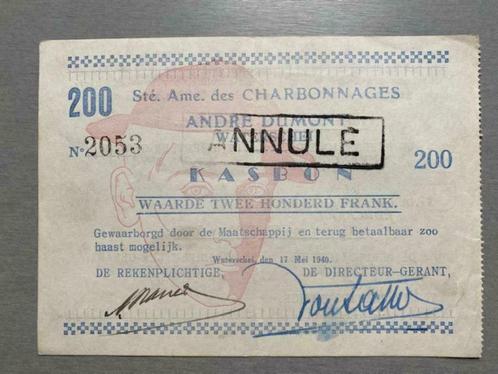 200 Sté. Ame. des CHARBONNAGES
ANDRE DUMONT
ANNULÉ
Nº 2053
200
KASBON
WAARDE TWEE HONDERD FRANK.
Gewaarborgd door de Maatschappij en terug betaalbaar zoo
haast mogelijk.
Waterschei, den 17 Mei 1940.
DE REKENPLICHTIGE, DE DIRECTEUR-GERANT,